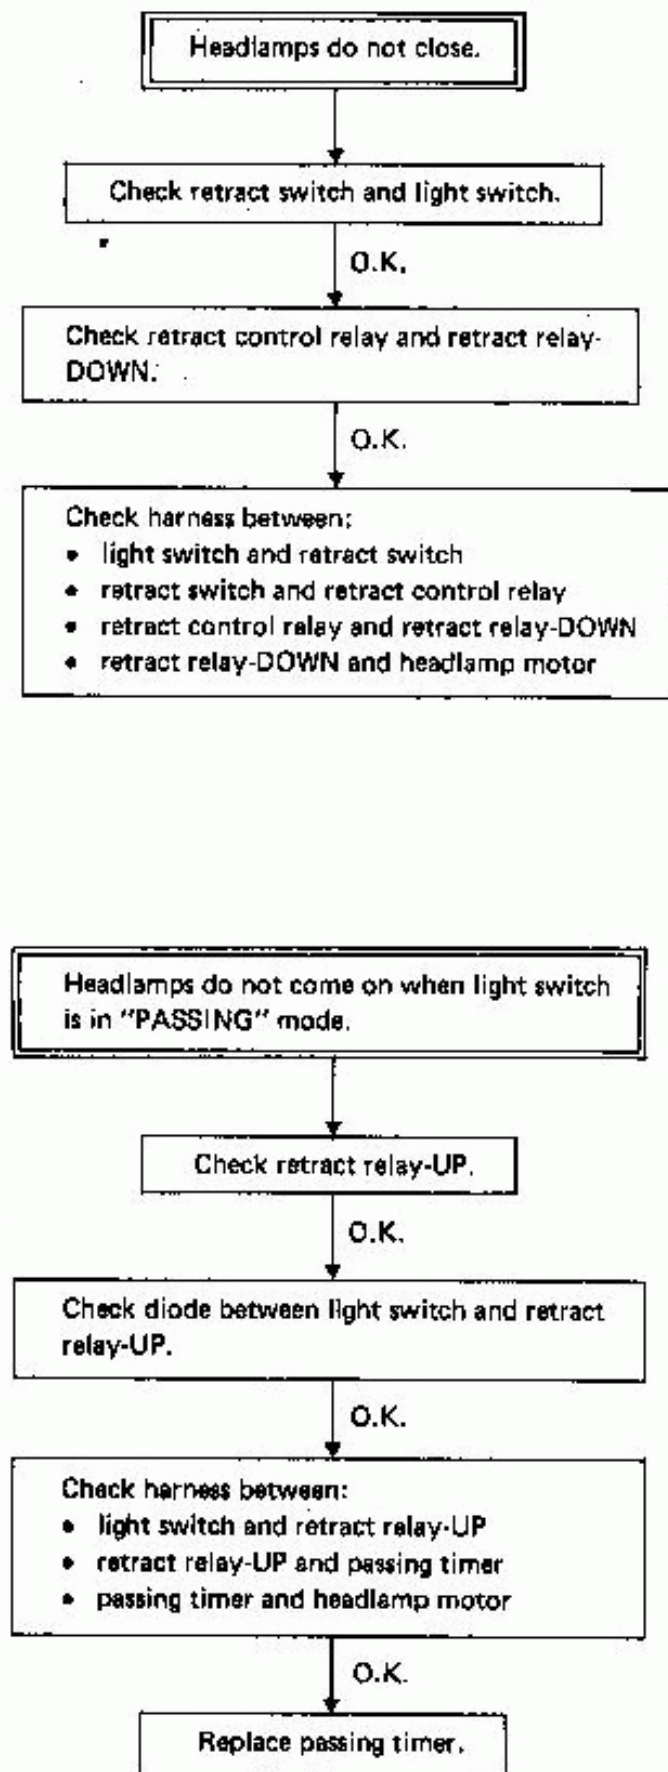 Headlamps do not close.
Check retract switch and light switch.
O.K.
Check retract control relay and retract relay-
DOWN.
O.K.
Check harness between:
• light switch and retract switch
• retract switch and retract control relay
• retract control relay and retract relay-DOWN
• retract relay-DOWN and headlamp motor
Headlamps do not come on when light switch
is in "PASSING" mode.
Check retract relay-UP.
O.K.
Check diode between light switch and retract
relay-UP.
O.K.
Check harness between:
• light switch and retract relay-UP
• retract relay-UP and passing timer
• passing timer and headlamp motor
O.K.
Replace passing timer.